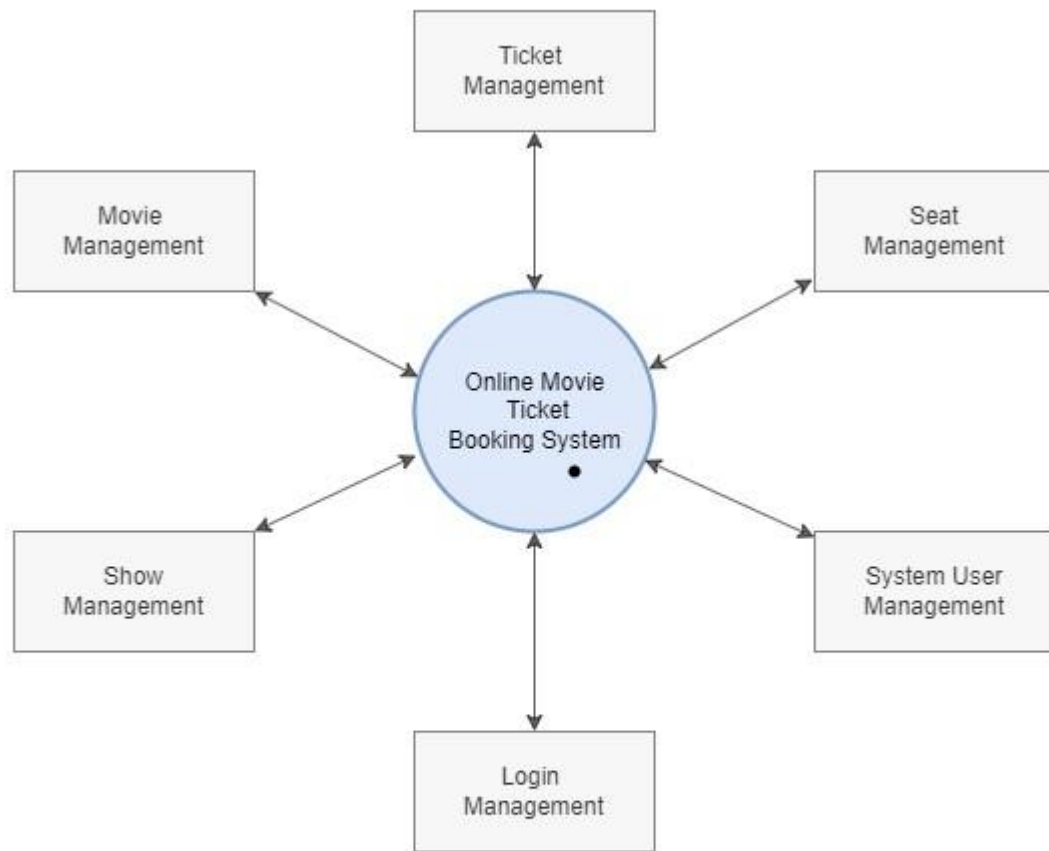 Ticket
Management
Movie
Management
Seat
Management
Online Movie
Ticket
Booking System
Show
Management
System User
Management
Login
Management